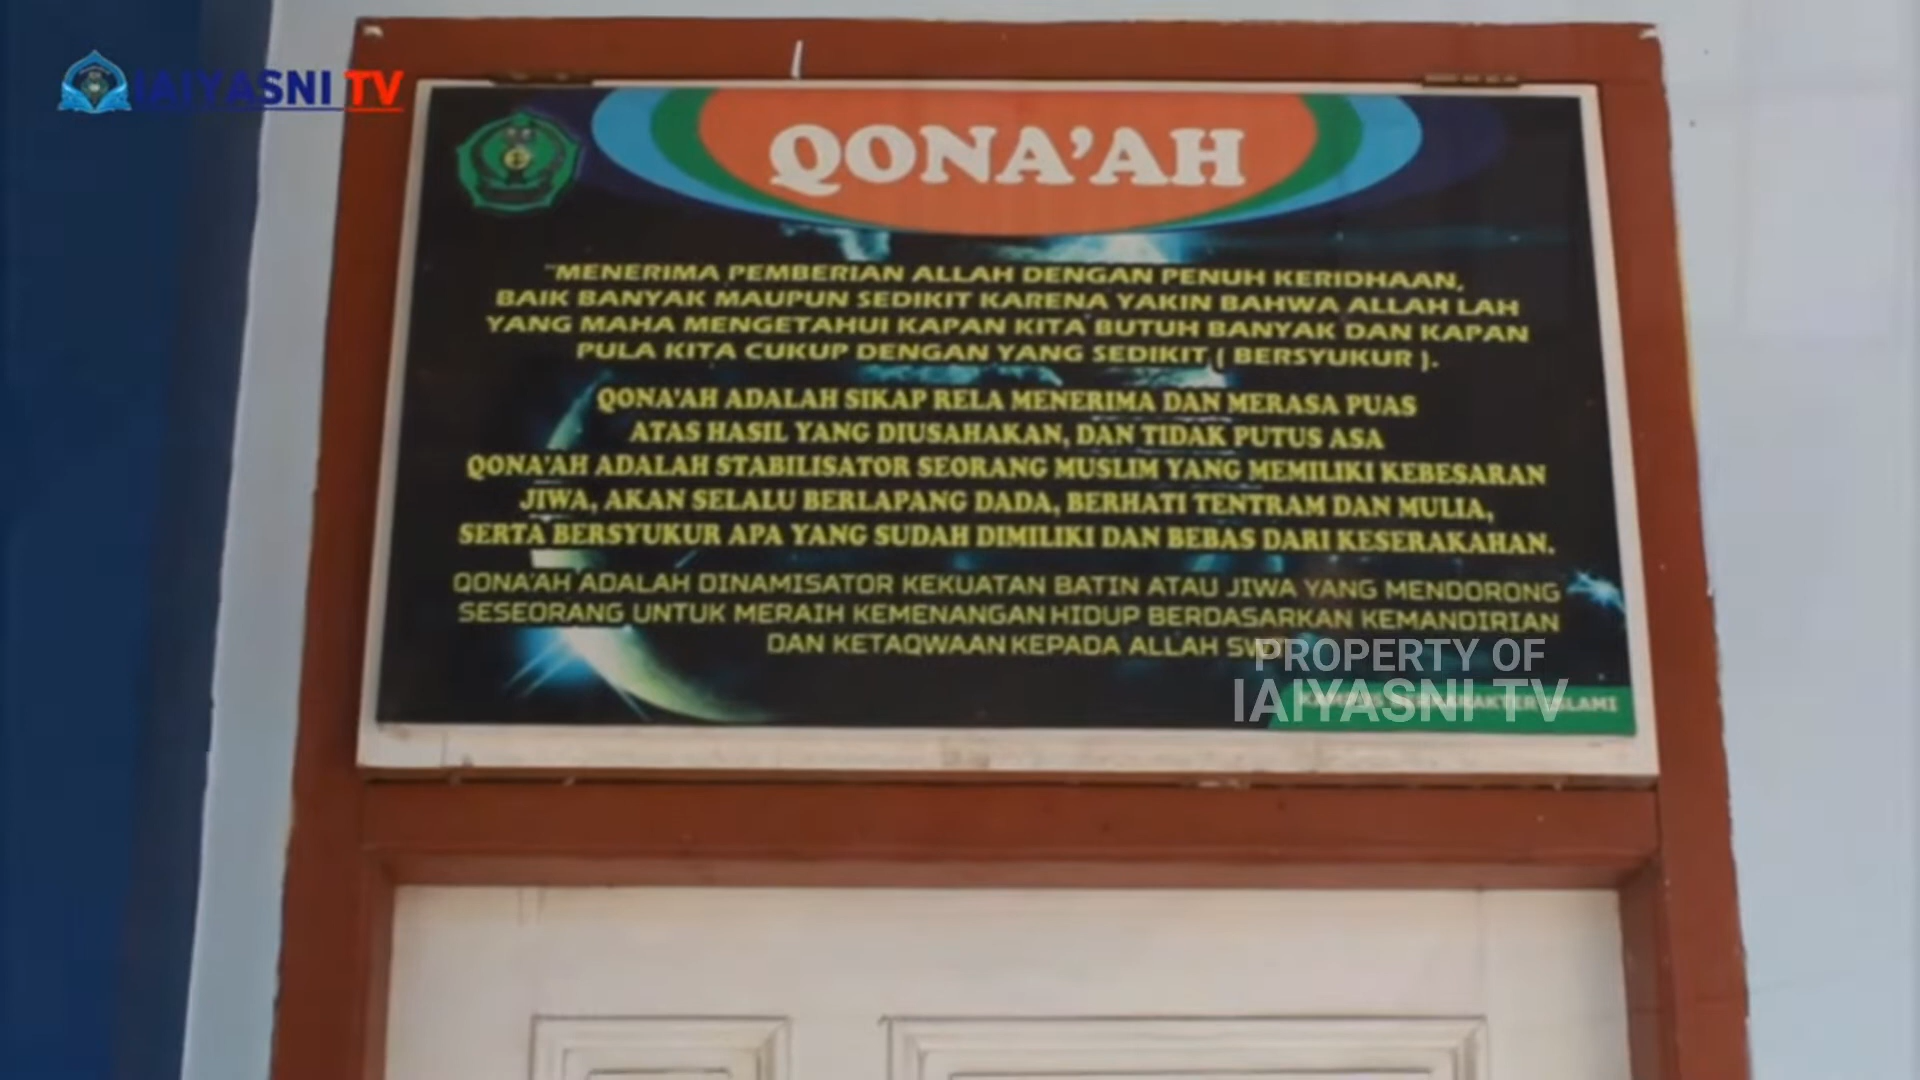 IAIYASNI TV
QONA'AH
"MENERIMA PEMBERIAN ALLAH DENGAN PENUH KERIDHAAN,
BAIK BANYAK MAUPUN SEDIKIT KARENA YAKIN BAHWA ALLAH LAH
YANG MAHA MENGETAHUI KAPAN KITA BUTUH BANYAK DAN KAPAN
PULA KITA CUKUP DENGAN YANG SEDIKIT ( BERSYUKUR ).
QONA'AH ADALAH SIKAP RELA MENERIMA DAN MERASA PUAS
ATAS HASIL YANG DIUSAHAKAN, DAN TIDAK PUTUS ASA
QONA'AH ADALAH STABILISATOR SEORANG MUSLIM YANG MEMILIKI KEBESARAN
JIWA, AKAN SELALU BERLAPANG DADA, BERHATI TENTRAM DAN MULIA,
SERTA BERSYUKUR APA YANG SUDAH DIMILIKI DAN BEBAS DARI KESERAKAHAN.
QONA'AH ADALAH DINAMISATOR KEKUATAN BATIN ATAU JIWA YANG MENDORONG
SESEORANG UNTUK MERAIH KEMENANGAN HIDUP BERDASARKAN KEMANDIRIAN
DAN KETAQWAAN KEPADA ALLAH SWT
PROPERTY OF
IAIYASNI TV
KAMPUS BERKARAKTER ISLAMI